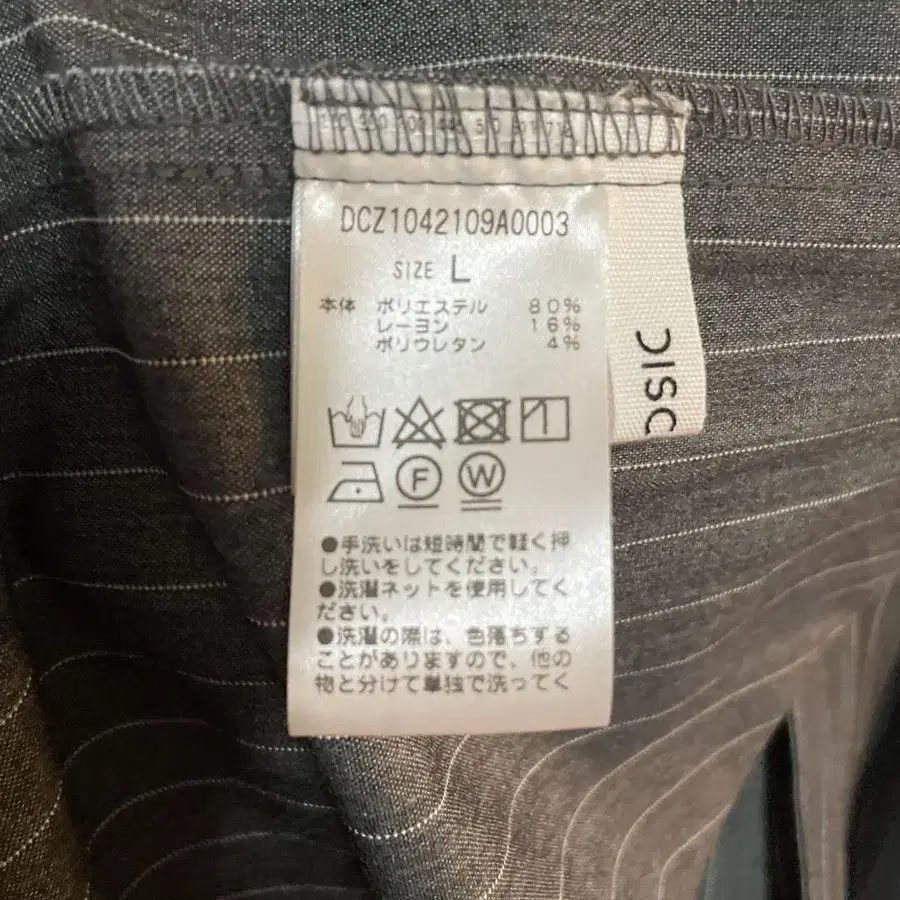 DCZ1042109A0003
SIZE L
本体 ポリエステル 80%
レーヨン 16%
ポリウレタン 4%
F W
●手洗いは短時間で軽く押
し洗いをしてください。
●洗濯ネットを使用してく
ださい。
●洗濯の際は、色落ちする
ことがありますので、他の
物と分けて単独で洗ってく